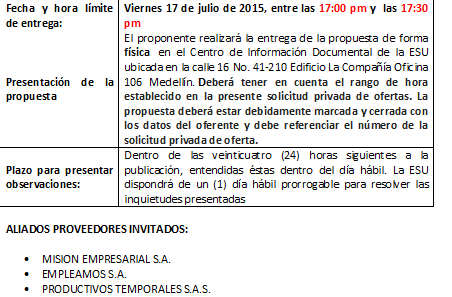 Fecha y hora límite de entrega:
Viernes 17 de julio de 2015, entre las 17:00 pm y las 17:30 pm
Presentación de la propuesta
El proponente realizará la entrega de la propuesta de forma
física en el Centro de Información Documental de la ESU
ubicada en la calle 16 No. 41-210 Edificio La Compañía Oficina
106 Medellín. Deberá tener en cuenta el rango de hora
establecido en la presente solicitud privada de ofertas. La
propuesta deberá estar debidamente marcada y cerrada con
los datos del oferente y debe referenciar el número de la
solicitud privada de oferta.
Plazo para presentar observaciones:
Dentro de las veinticuatro (24) horas siguientes a la
publicación, entendidas éstas dentro del día hábil. La ESU
dispondrá de un (1) día hábil prorrogable para resolver las
inquietudes presentadas
ALIADOS PROVEEDORES INVITADOS:
• MISION EMPRESARIAL S.A.
• EMPLEAMOS S.A.
• PRODUCTIVOS TEMPORALES S.A.S.